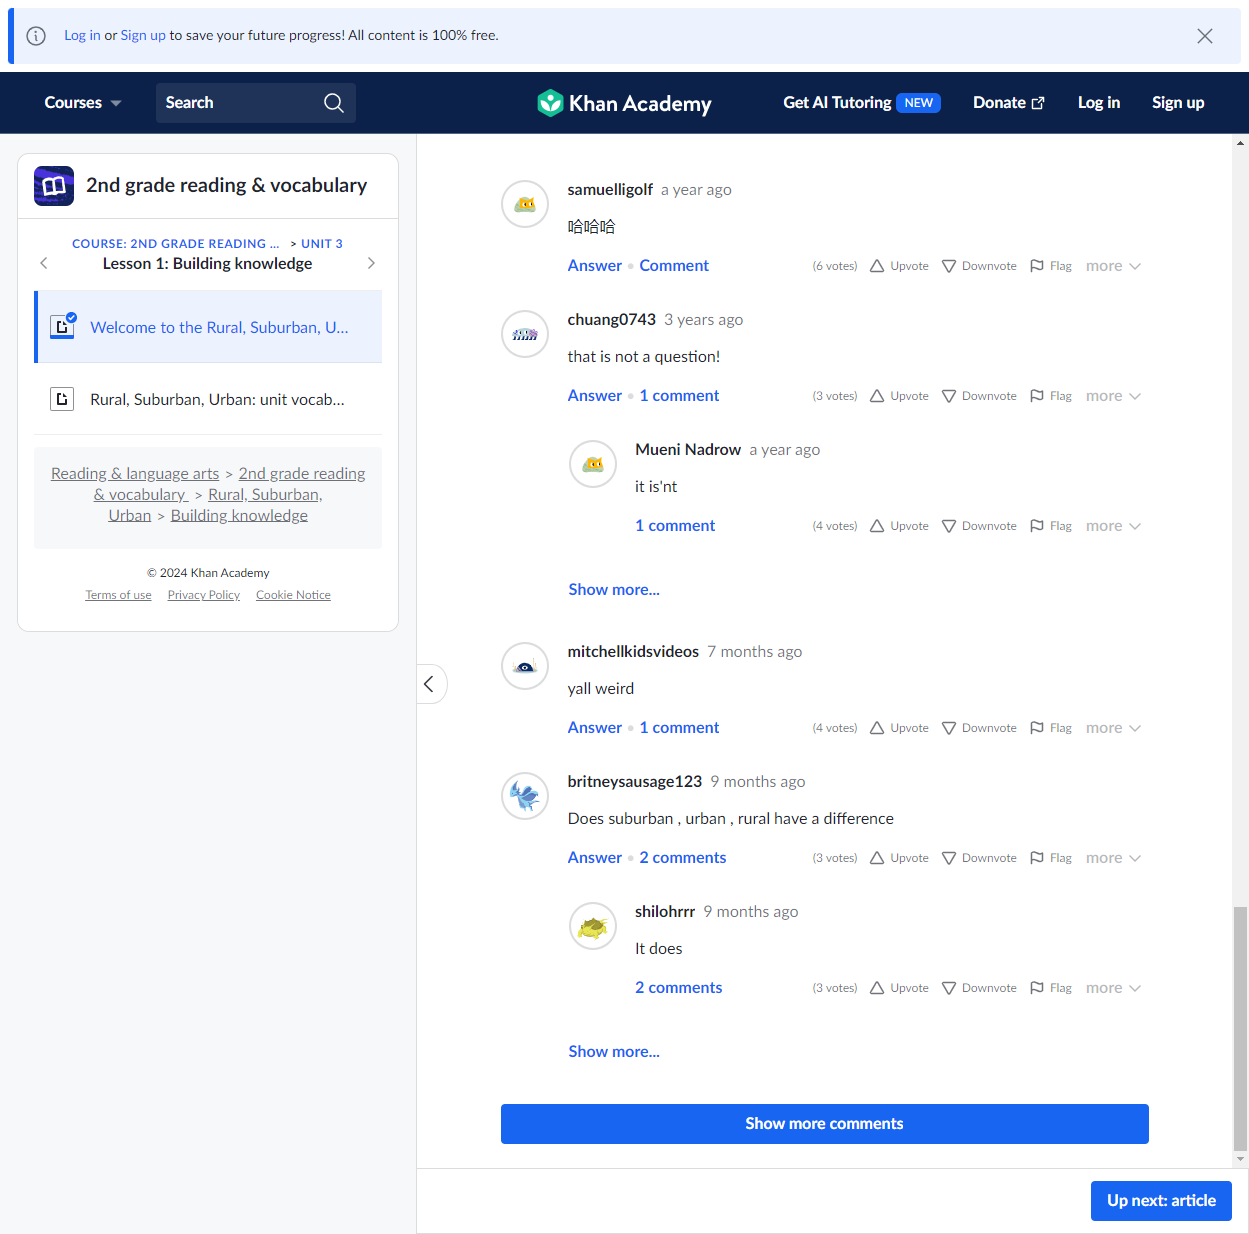 Log in or Sign up to save your future progress! All content is 100% free.
Courses
Search
Khan Academy
Get AI Tutoring NEW
Donate
Log in
Sign up
2nd grade reading & vocabulary
COURSE: 2ND GRADE READING ... > UNIT 3
Lesson 1: Building knowledge
Welcome to the Rural, Suburban, U...
Rural, Suburban, Urban: unit vocab...
Reading & language arts > 2nd grade reading
& vocabulary > Rural, Suburban,
Urban > Building knowledge
© 2024 Khan Academy
Terms of use Privacy Policy Cookie Notice
samuelligolf a year ago
哈哈哈
Answer • Comment (6 votes) Upvote Downvote Flag more
chuang0743 3 years ago
that is not a question!
Answer • 1 comment (3 votes) Upvote Downvote Flag more
Mueni Nadrow a year ago
it is'nt
1 comment (4 votes) Upvote Downvote Flag more
Show more...
mitchellkidsvideos 7 months ago
yall weird
Answer • 1 comment (4 votes) Upvote Downvote Flag more
britneysausage123 9 months ago
Does suburban , urban , rural have a difference
Answer • 2 comments (3 votes) Upvote Downvote Flag more
shilohrrr 9 months ago
It does
2 comments (3 votes) Upvote Downvote Flag more
Show more...
Show more comments
Up next: article